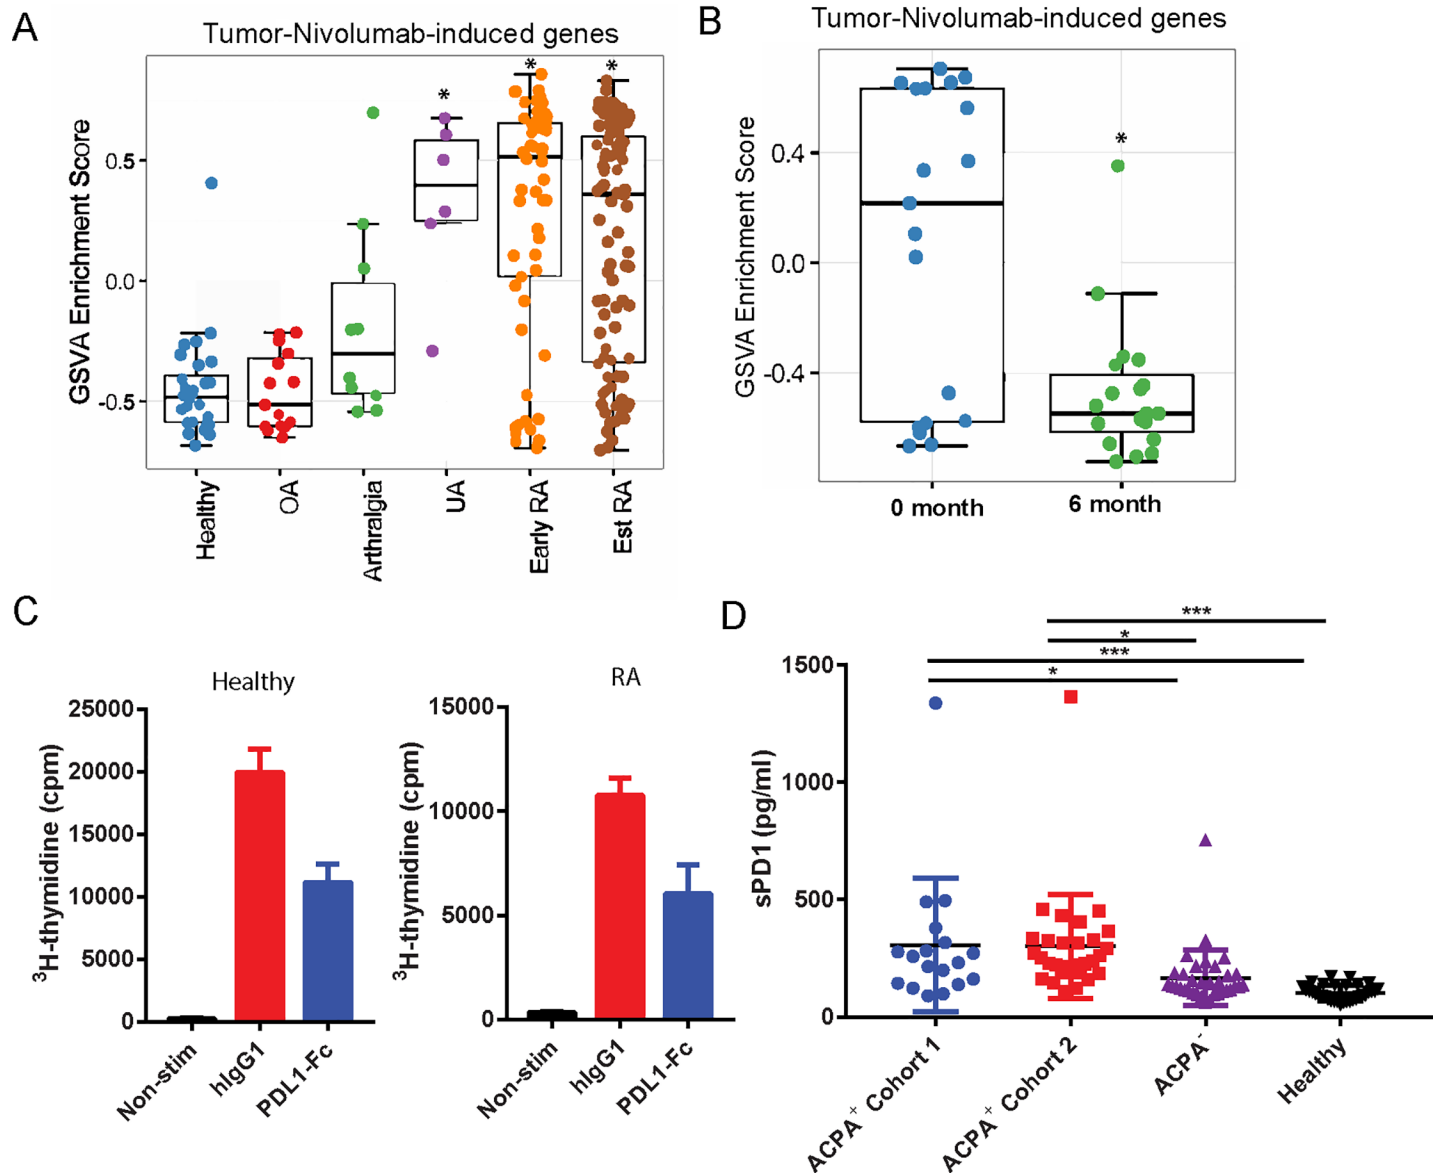 A
Tumor-Nivolumab-induced genes
GSVA Enrichment Score
0.5
0.0
-0.5
*
*
*
Healthy
OA
Arthralgia
UA
Early RA
Est RA
B
Tumor-Nivolumab-induced genes
GSVA Enrichment Score
0.4
0.0
-0.4
*
0 month
6 month
C
Healthy
³H-thymidine (cpm)
25000
20000
15000
10000
5000
0
Non-stim
hIgG1
PDL1-Fc
RA
³H-thymidine (cpm)
15000
10000
5000
0
Non-stim
hIgG1
PDL1-Fc
D
***
*
***
*
sPD1 (pg/ml)
1500
1000
500
0
ACPA⁺ Cohort 1
ACPA⁺ Cohort 2
ACPA⁻
Healthy